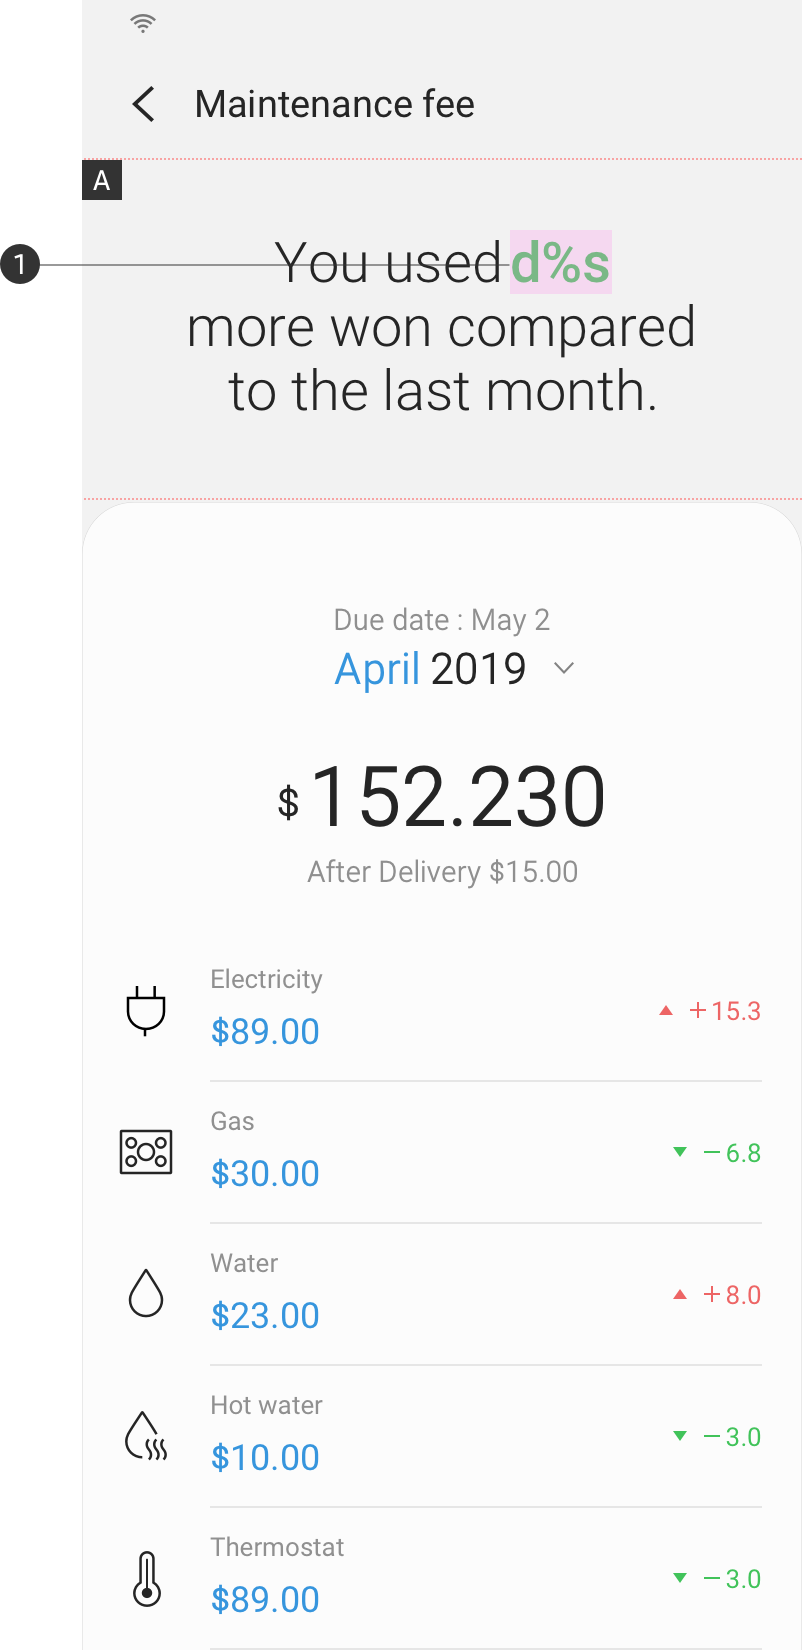 Maintenance fee
A
1
You used d%s
more won compared
to the last month.
Due date : May 2
April 2019
$ 152.230
After Delivery $15.00
Electricity
$89.00
+15.3
Gas
$30.00
−6.8
Water
$23.00
+8.0
Hot water
$10.00
−3.0
Thermostat
$89.00
−3.0